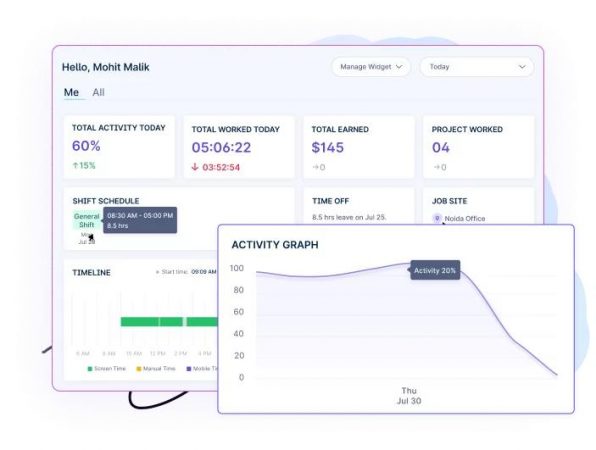 Hello, Mohit Malik
Manage Widget
Today
Me All
TOTAL ACTIVITY TODAY
60%
↑15%
TOTAL WORKED TODAY
05:06:22
↓ 03:52:54
TOTAL EARNED
$145
→0
PROJECT WORKED
04
→0
SHIFT SCHEDULE
General
Shift
08:30 AM - 05:00 PM
8.5 hrs
Jul
TIME OFF
8.5 hrs leave on Jul 25.
JOB SITE
Noida Office
TIMELINE
Start time: 09:09 AM
6 AM 8 AM 10 AM 12 PM 2 PM 4 PM
Screen Time Manual Time Mobile
ACTIVITY GRAPH
100
80
60
40
20
0
Activity 20%
Thu
Jul 30